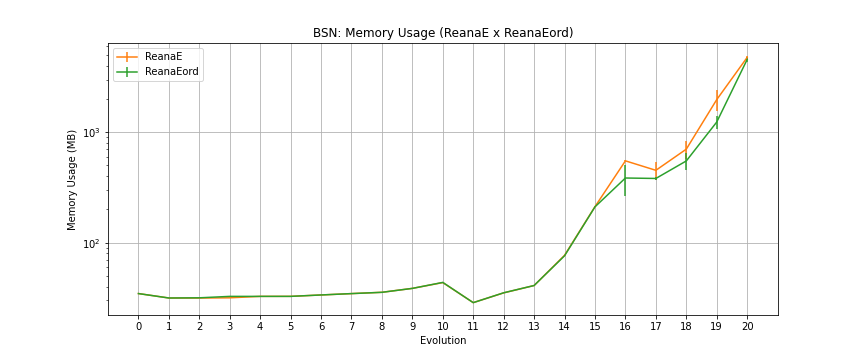 BSN: Memory Usage (ReanaE x ReanaEord)
ReanaE
ReanaEord
Memory Usage (MB)
10³
10²
0 1 2 3 4 5 6 7 8 9 10 11 12 13 14 15 16 17 18 19 20
Evolution